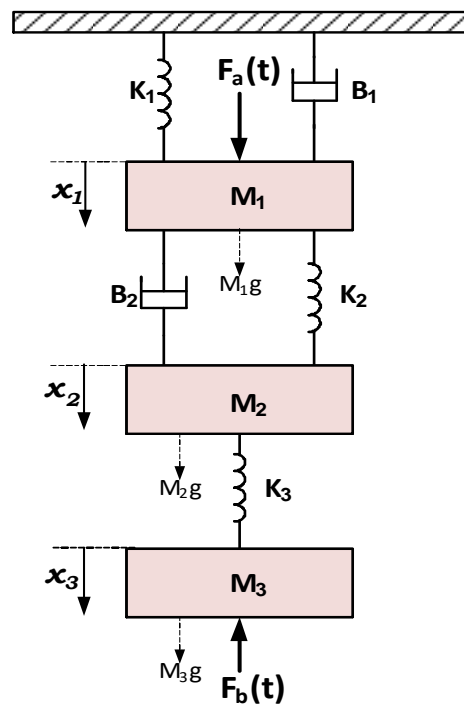 K₁
Fₐ(t)
B₁
x₁
M₁
M₁g
B₂
K₂
x₂
M₂
M₂g
K₃
x₃
M₃
M₃g
F_b(t)